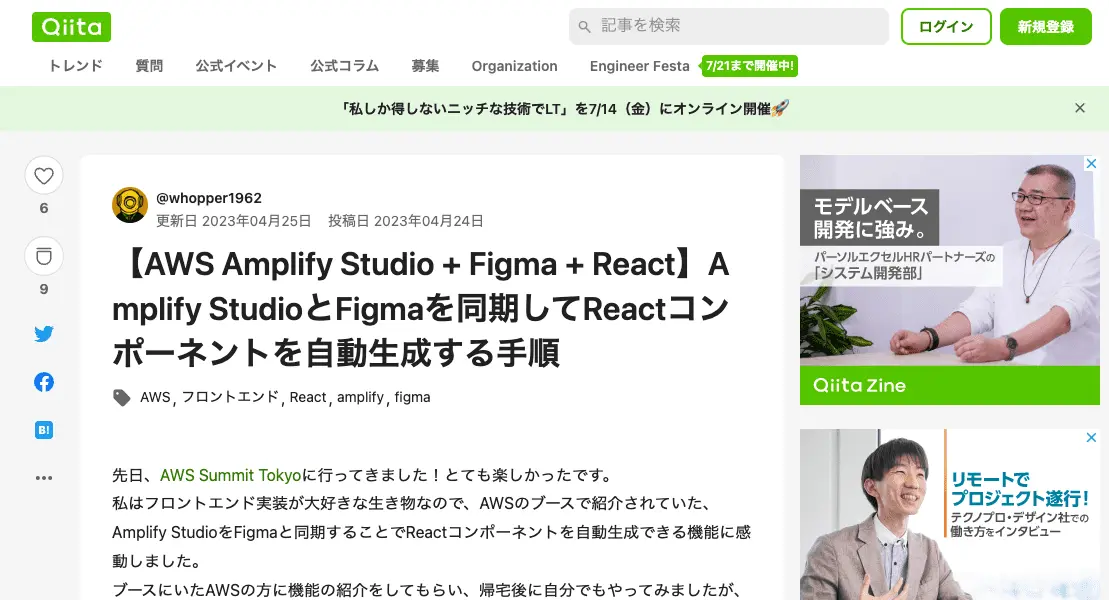 Qiita
記事を検索
ログイン
新規登録
トレンド
質問
公式イベント
公式コラム
募集
Organization
Engineer Festa
7/21まで開催中!
「私しか得しないニッチな技術でLT」を7/14（金）にオンライン開催🚀
6
9
B!
@whopper1962
更新日 2023年04月25日 投稿日 2023年04月24日
【AWS Amplify Studio + Figma + React】A
mplify StudioとFigmaを同期してReactコン
ポーネントを自動生成する手順
AWS, フロントエンド, React, amplify, figma
先日、AWS Summit Tokyoに行ってきました！とても楽しかったです。
私はフロントエンド実装が大好きな生き物なので、AWSのブースで紹介されていた、
Amplify StudioをFigmaと同期することでReactコンポーネントを自動生成できる機能に感
動しました。
ブースにいたAWSの方に機能の紹介をしてもらい、帰宅後に自分でもやってみましたが、
モデルベース
開発に強み。
パーソルエクセルHRパートナーズの
「システム開発部」
Qiita Zine
リモートで
プロジェクト遂行！
テクノプロ・デザイン社での
働き方をインタビュー